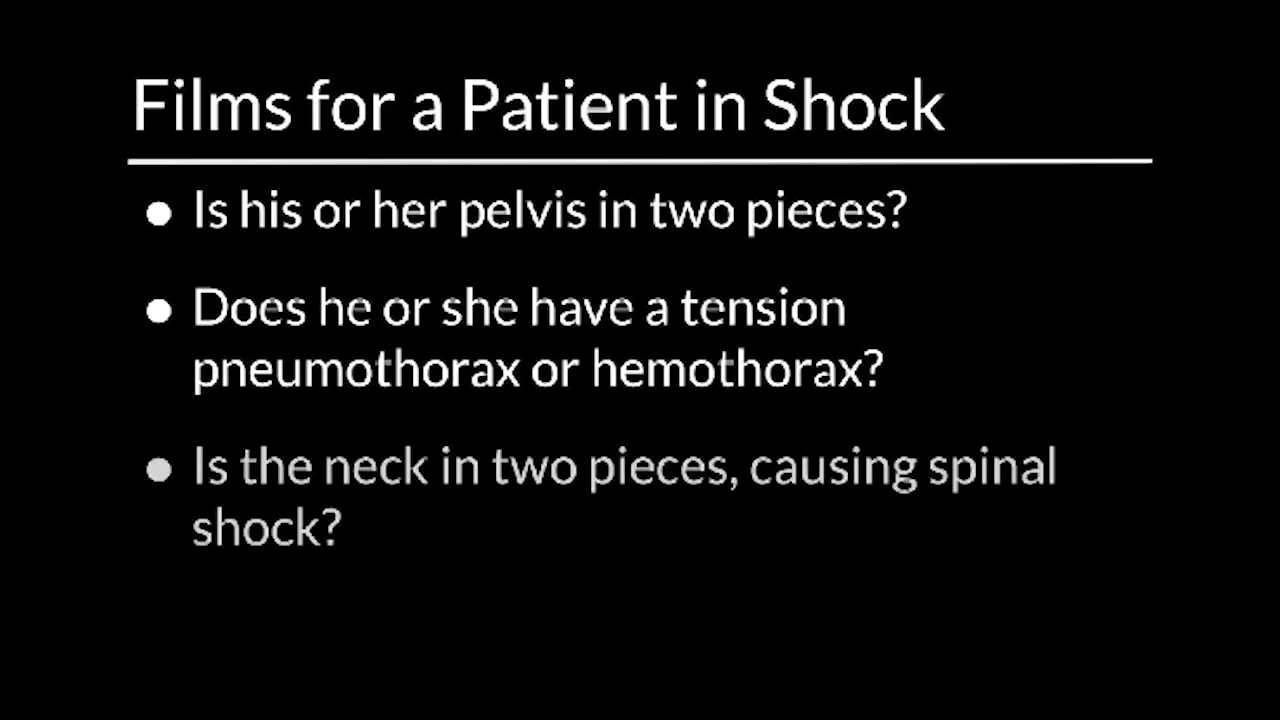 Films for a Patient in Shock
● Is his or her pelvis in two pieces?
● Does he or she have a tension
pneumothorax or hemothorax?
● Is the neck in two pieces, causing spinal
shock?